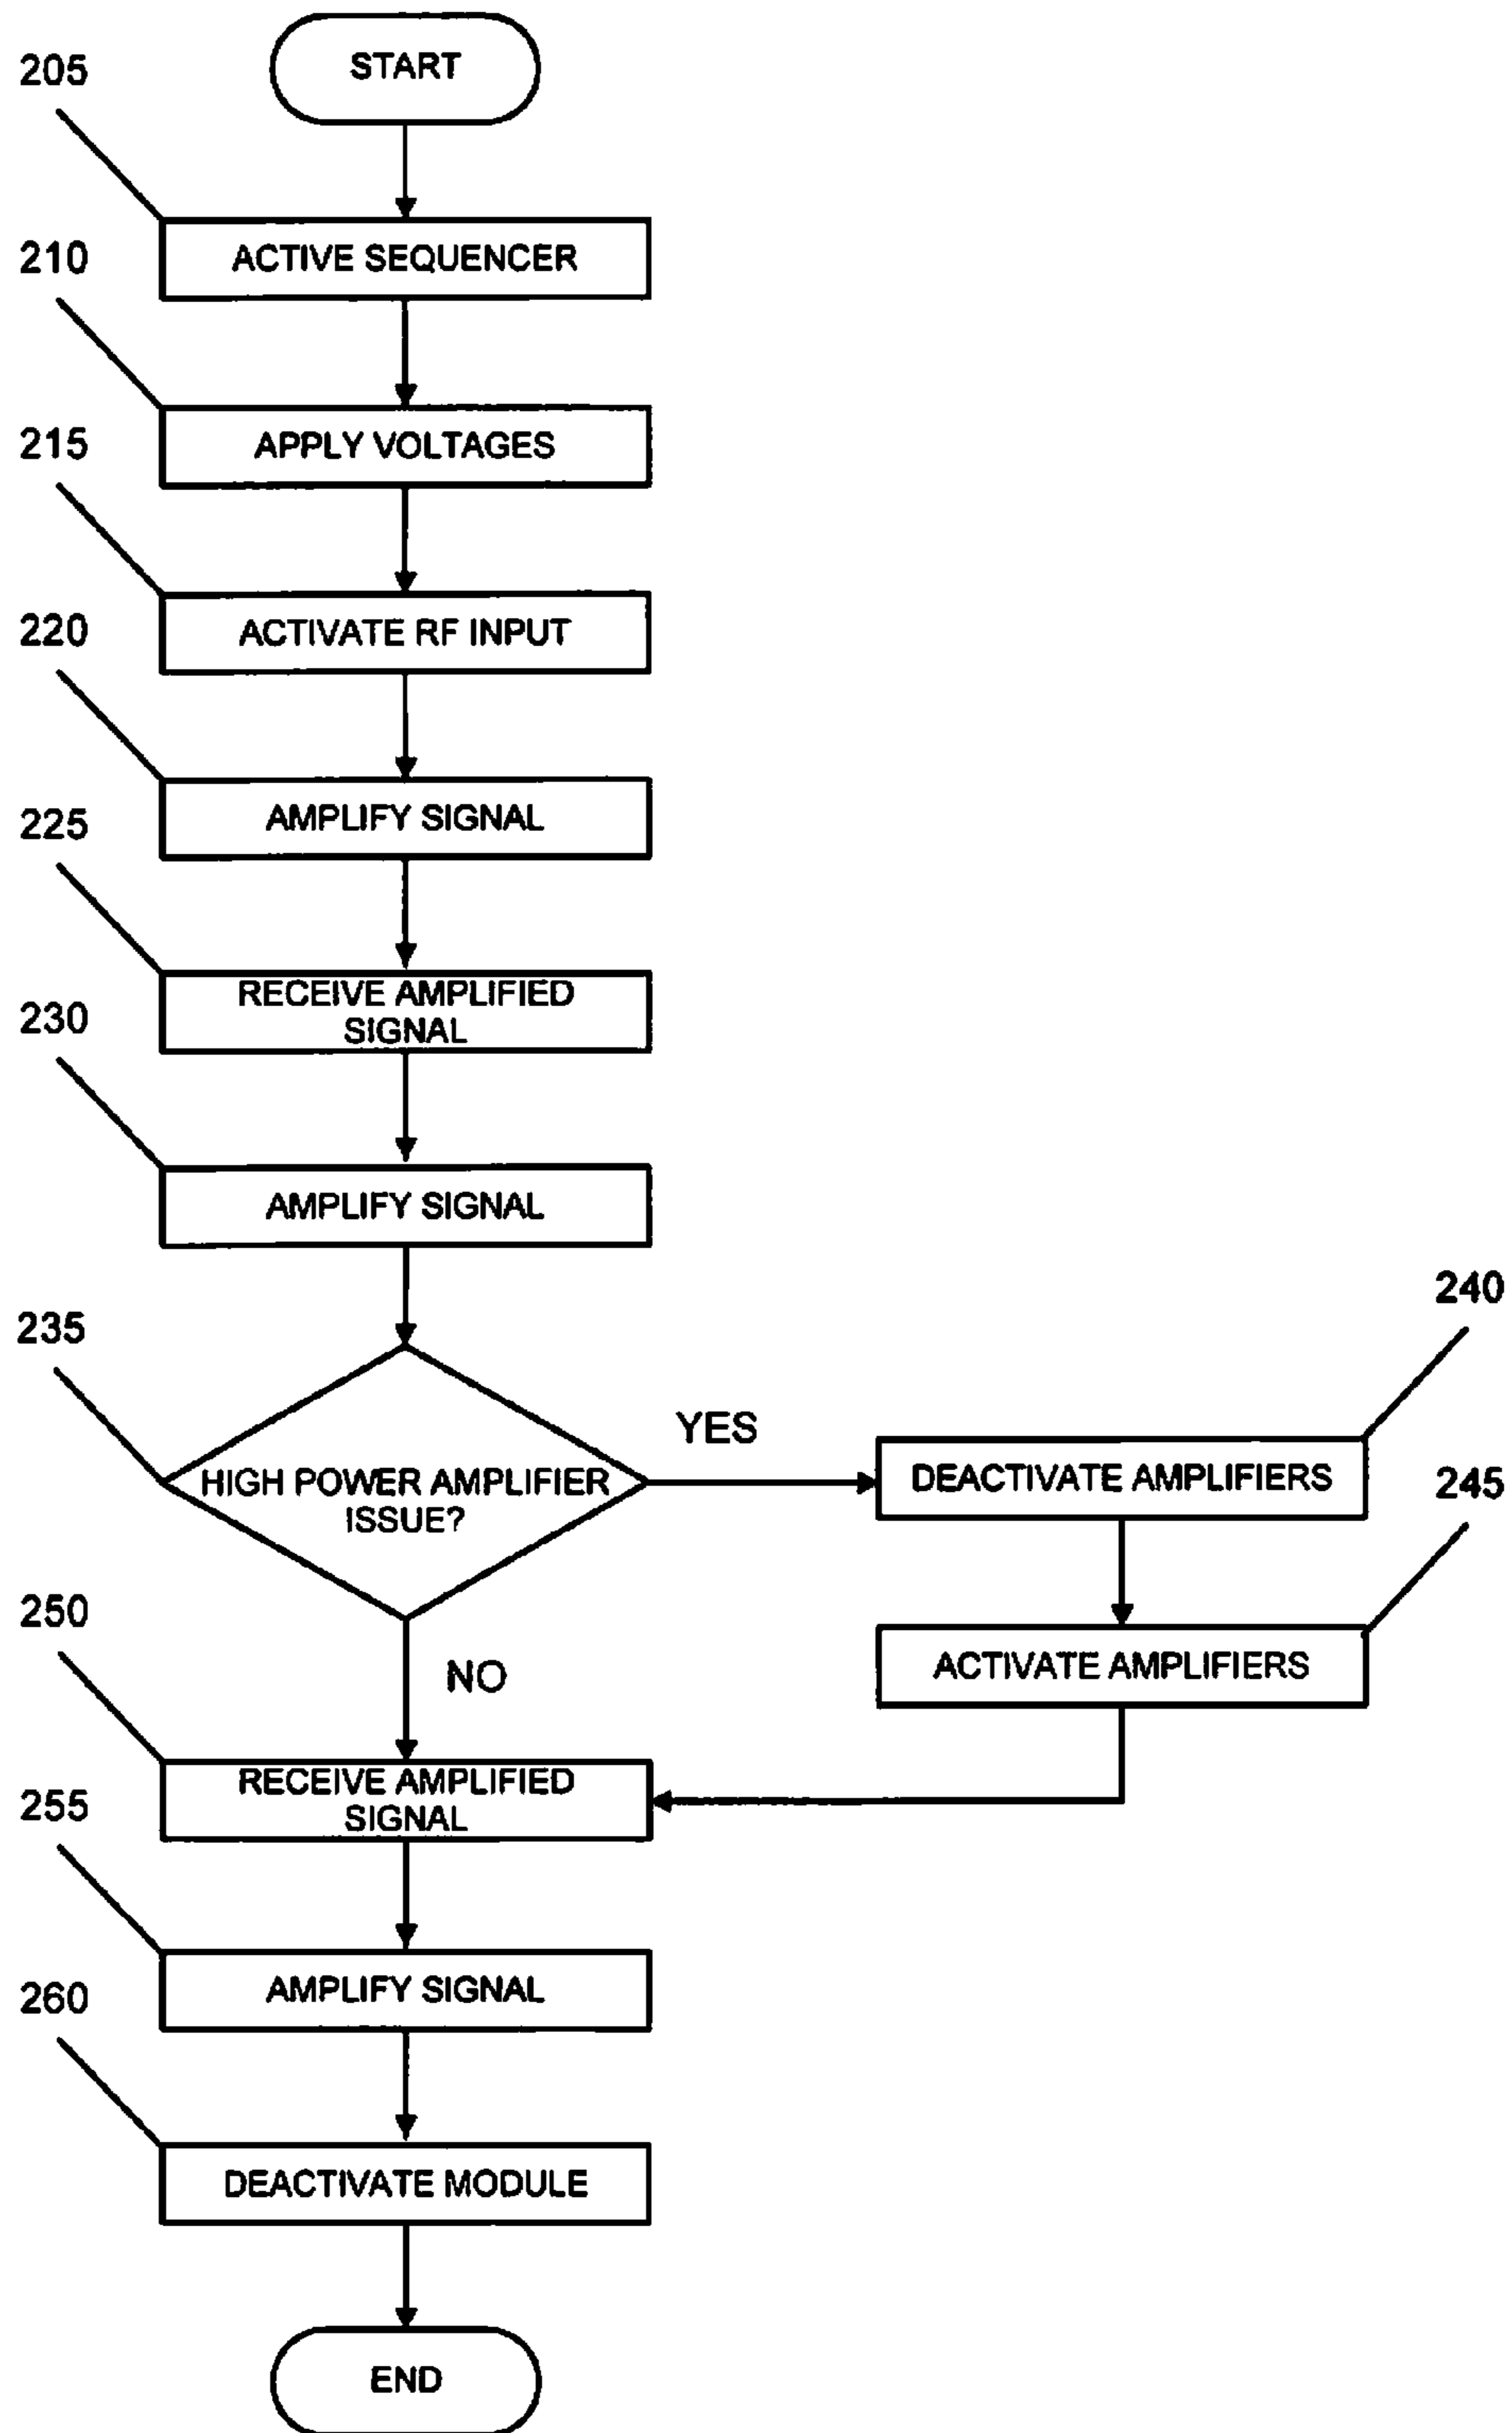 START
205
ACTIVE SEQUENCER
210
APPLY VOLTAGES
215
ACTIVATE RF INPUT
220
AMPLIFY SIGNAL
225
RECEIVE AMPLIFIED
SIGNAL
230
AMPLIFY SIGNAL
235
HIGH POWER AMPLIFIER
ISSUE?
YES
240
DEACTIVATE AMPLIFIERS
245
ACTIVATE AMPLIFIERS
NO
250
RECEIVE AMPLIFIED
SIGNAL
255
AMPLIFY SIGNAL
260
DEACTIVATE MODULE
END